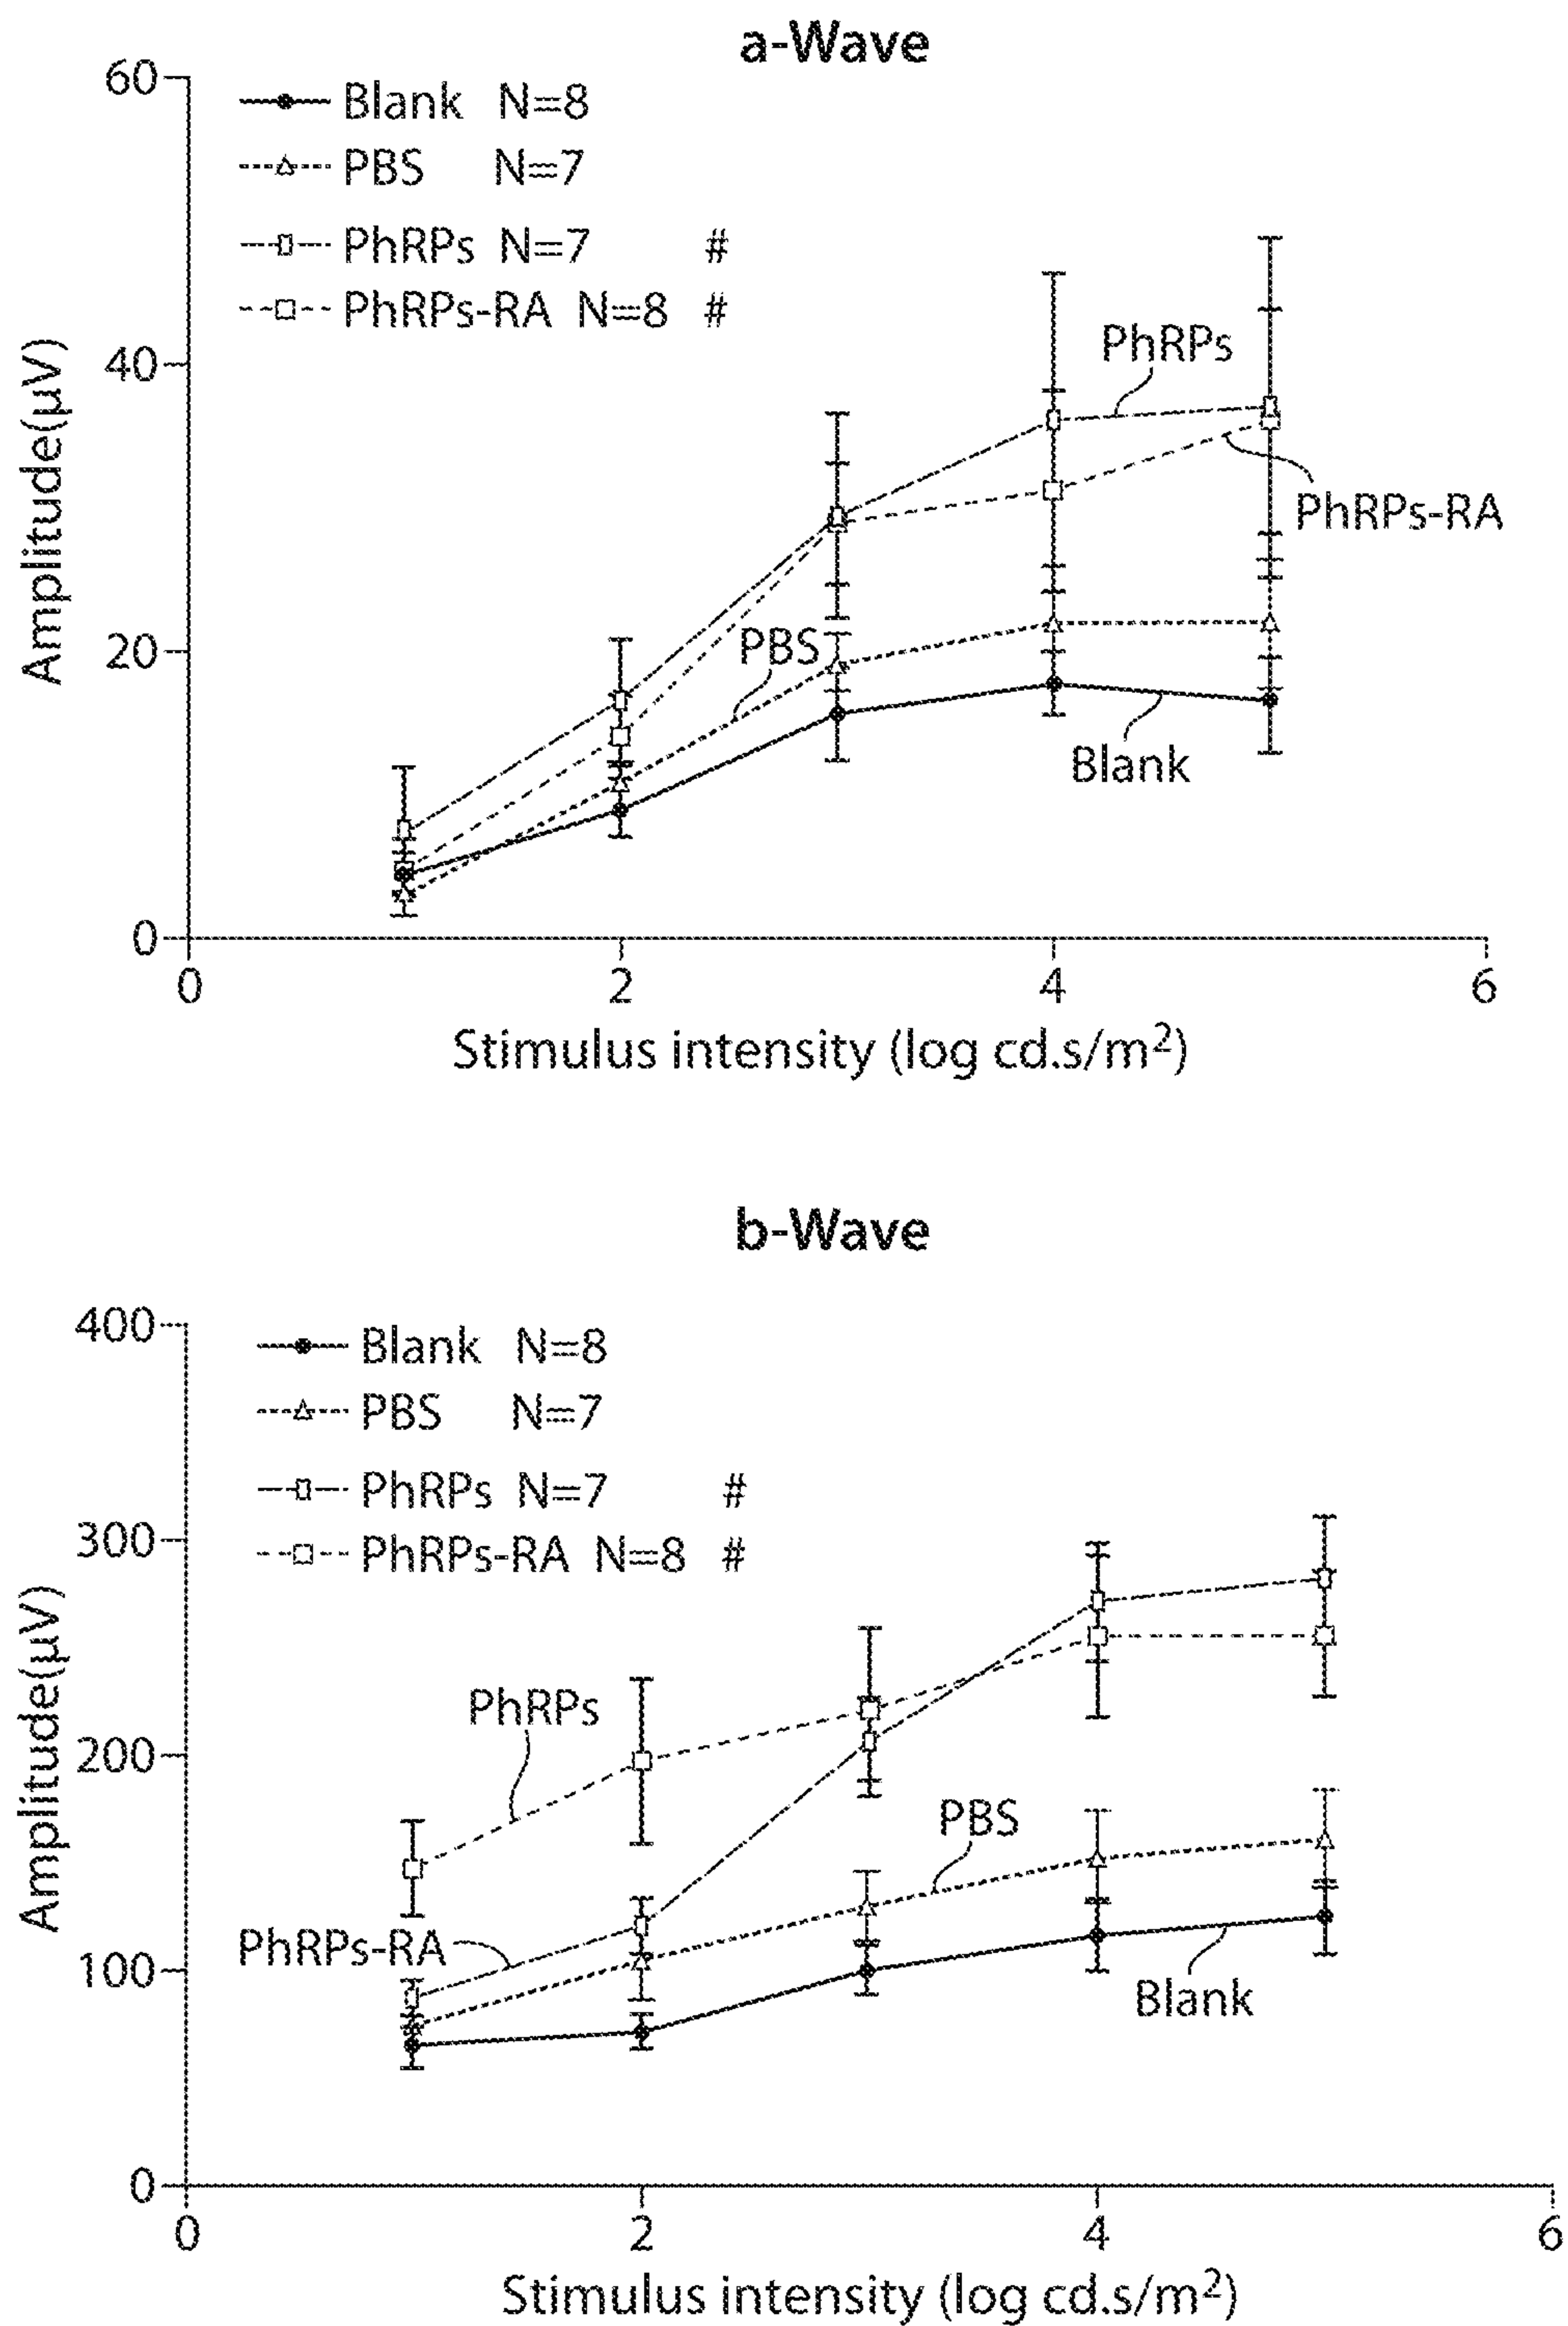 a-Wave
60
Blank N=8
PBS N=7
PhRPs N=7 #
PhRPs-RA N=8 #
PhRPs
40
PhRPs-RA
Amplitude(μV)
PBS
20
Blank
0
0 2 4 6
Stimulus intensity (log cd.s/m²)
b-Wave
400
Blank N=8
PBS N=7
PhRPs N=7 #
300
PhRPs-RA N=8 #
PhRPs
200
Amplitude(μV)
PBS
PhRPs-RA
100
Blank
0
0 2 4 6
Stimulus intensity (log cd.s/m²)